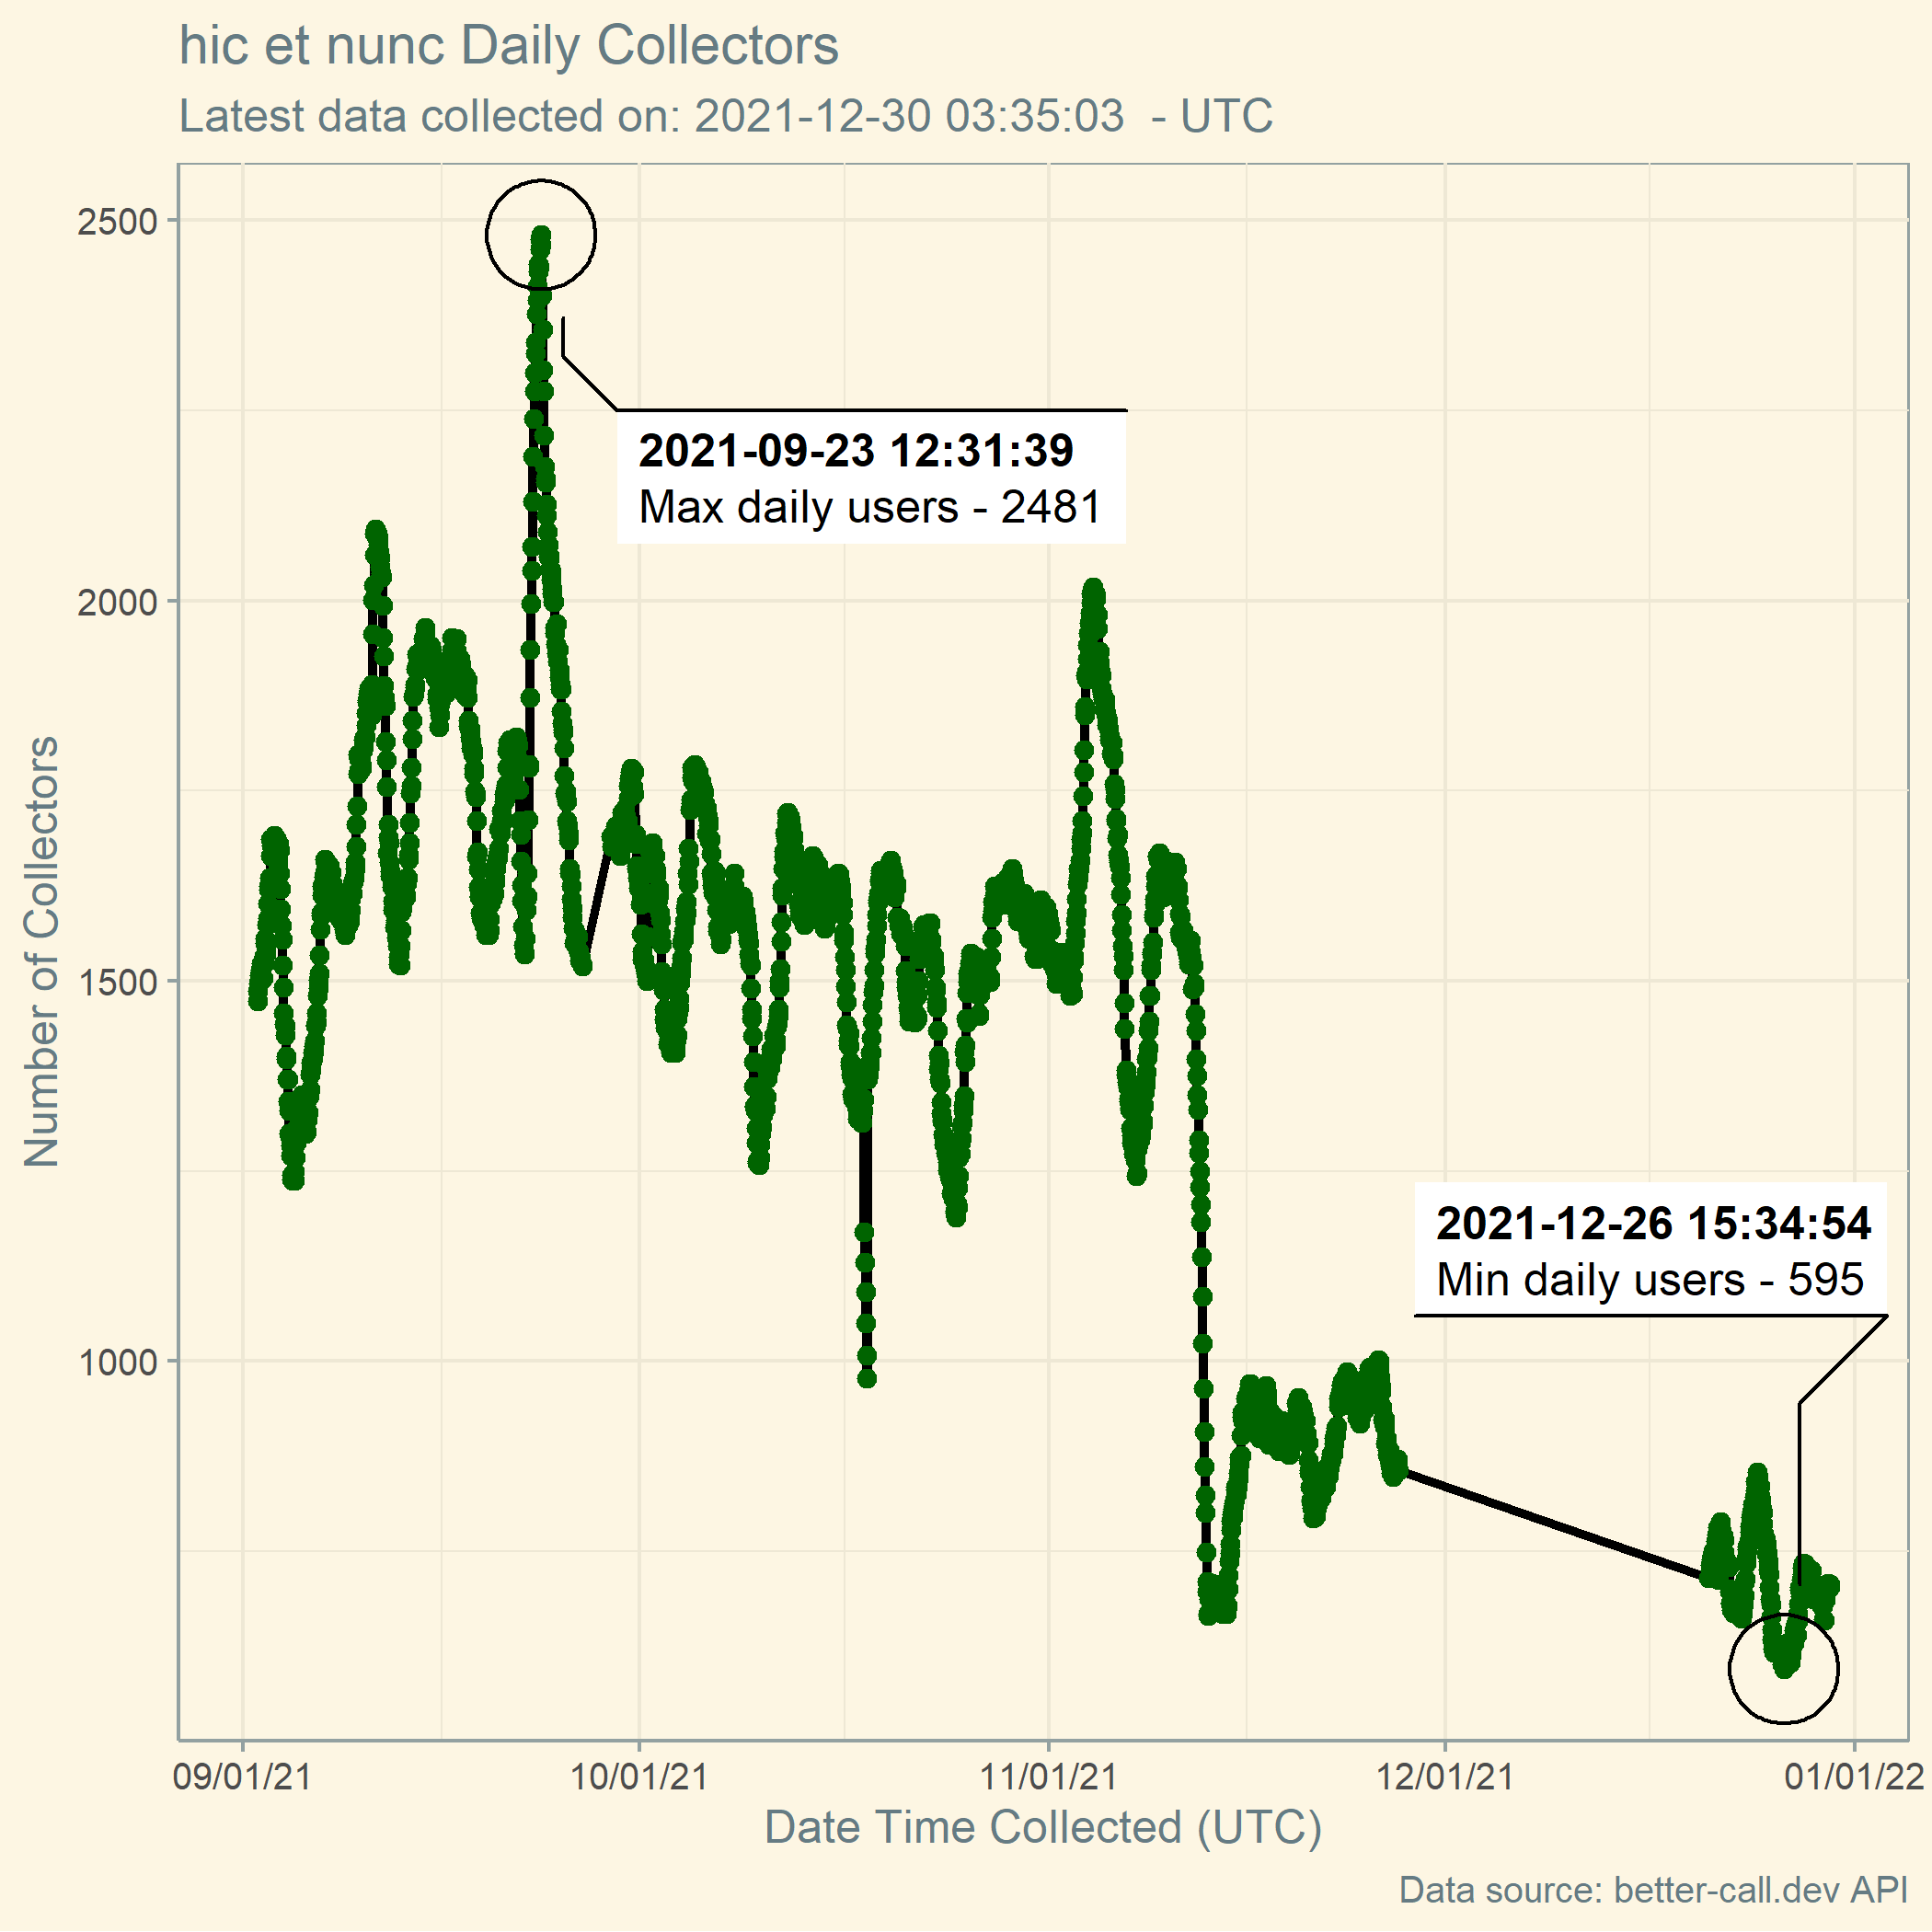 hic et nunc Daily Collectors
Latest data collected on: 2021-12-30 03:35:03 - UTC
Number of Collectors
2500
2000
1500
1000
2021-09-23 12:31:39
Max daily users - 2481
2021-12-26 15:34:54
Min daily users - 595
09/01/21 10/01/21 11/01/21 12/01/21 01/01/22
Date Time Collected (UTC)
Data source: better-call.dev API